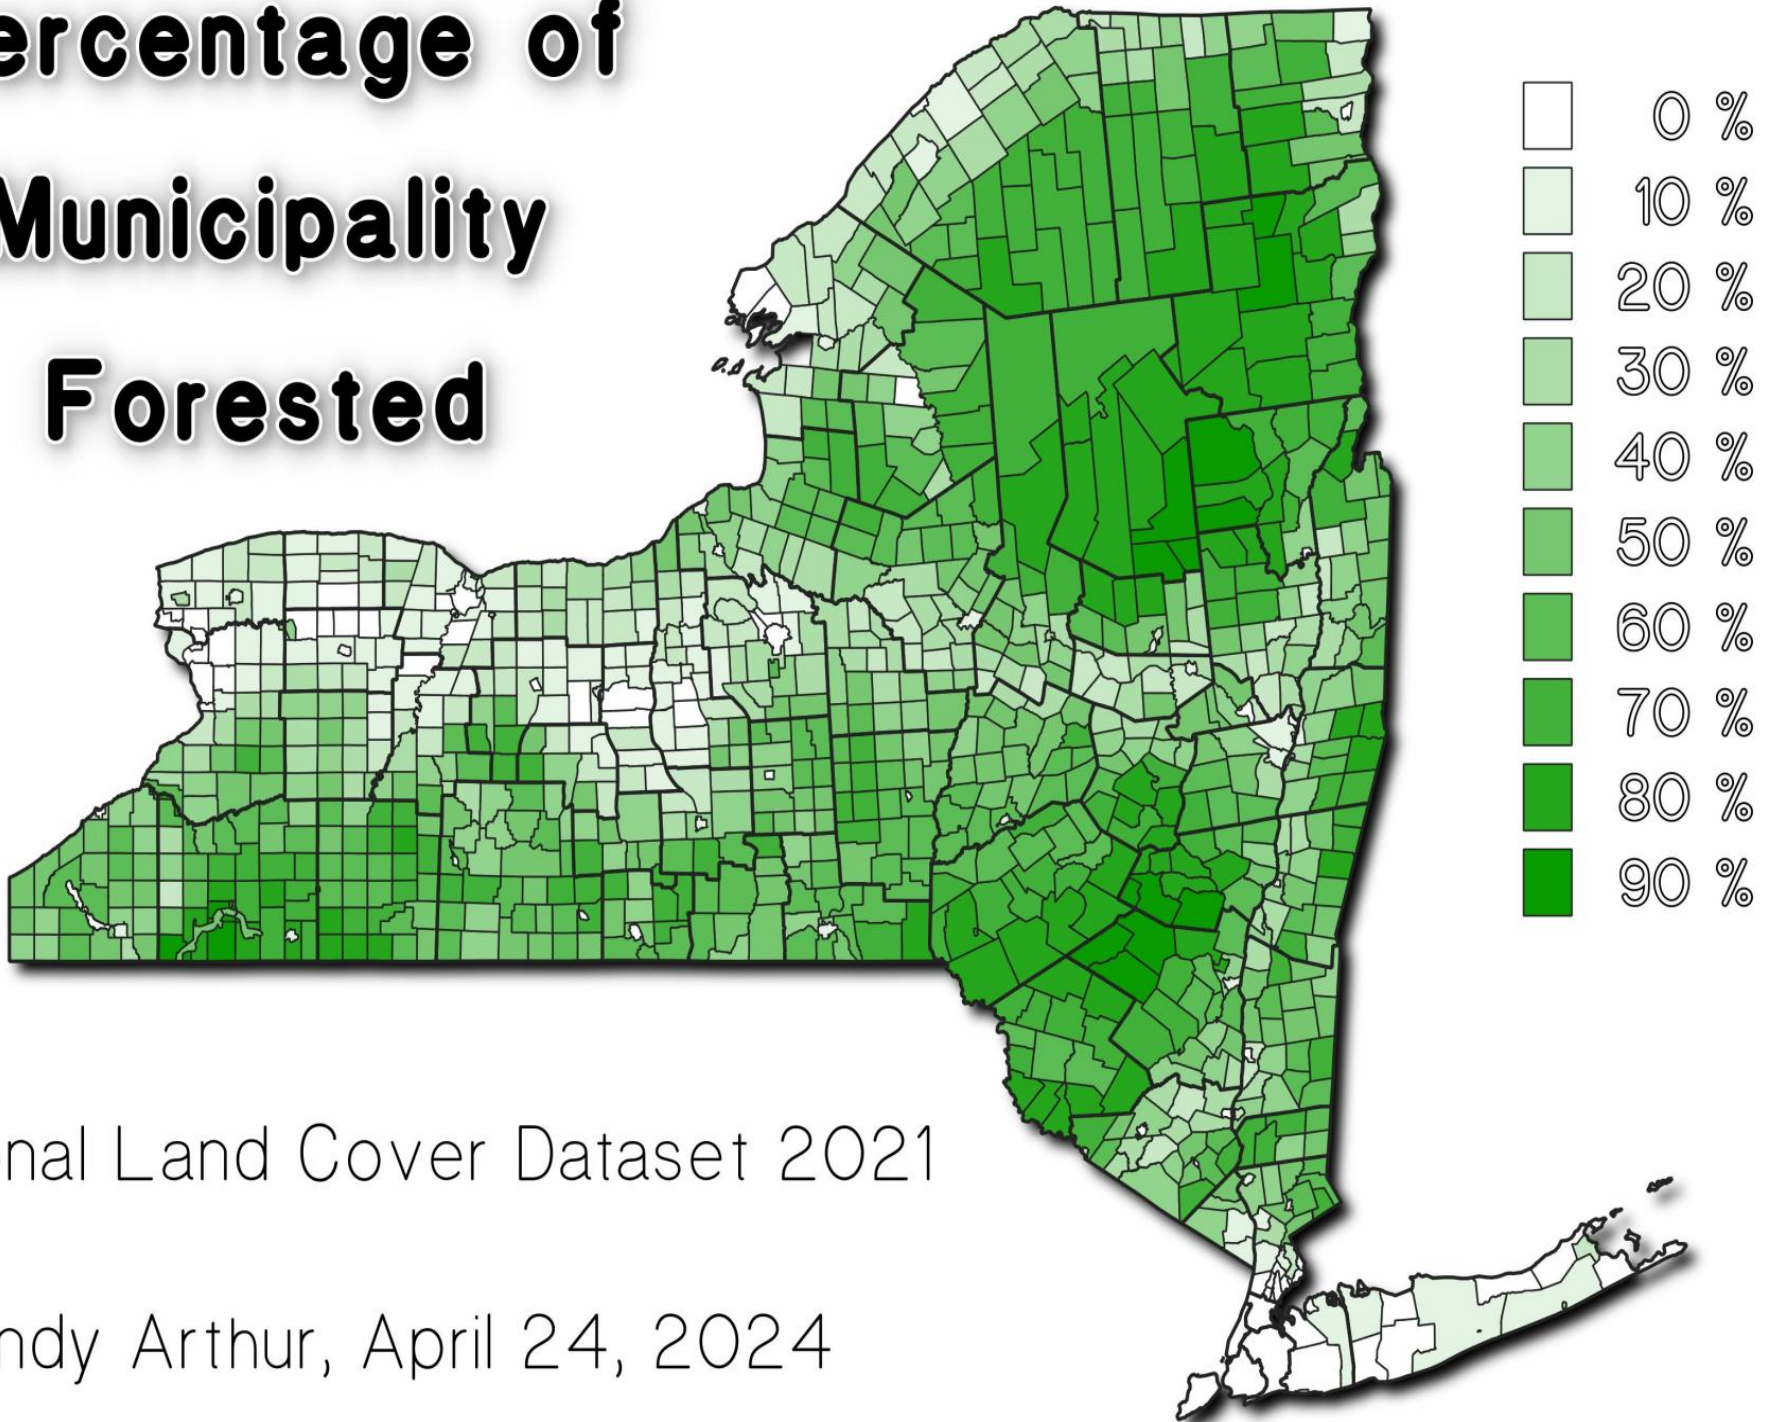 ercentage of
Municipality
Forested
0 %
10 %
20 %
30 %
40 %
50 %
60 %
70 %
80 %
90 %
onal Land Cover Dataset 2021
ndy Arthur, April 24, 2024